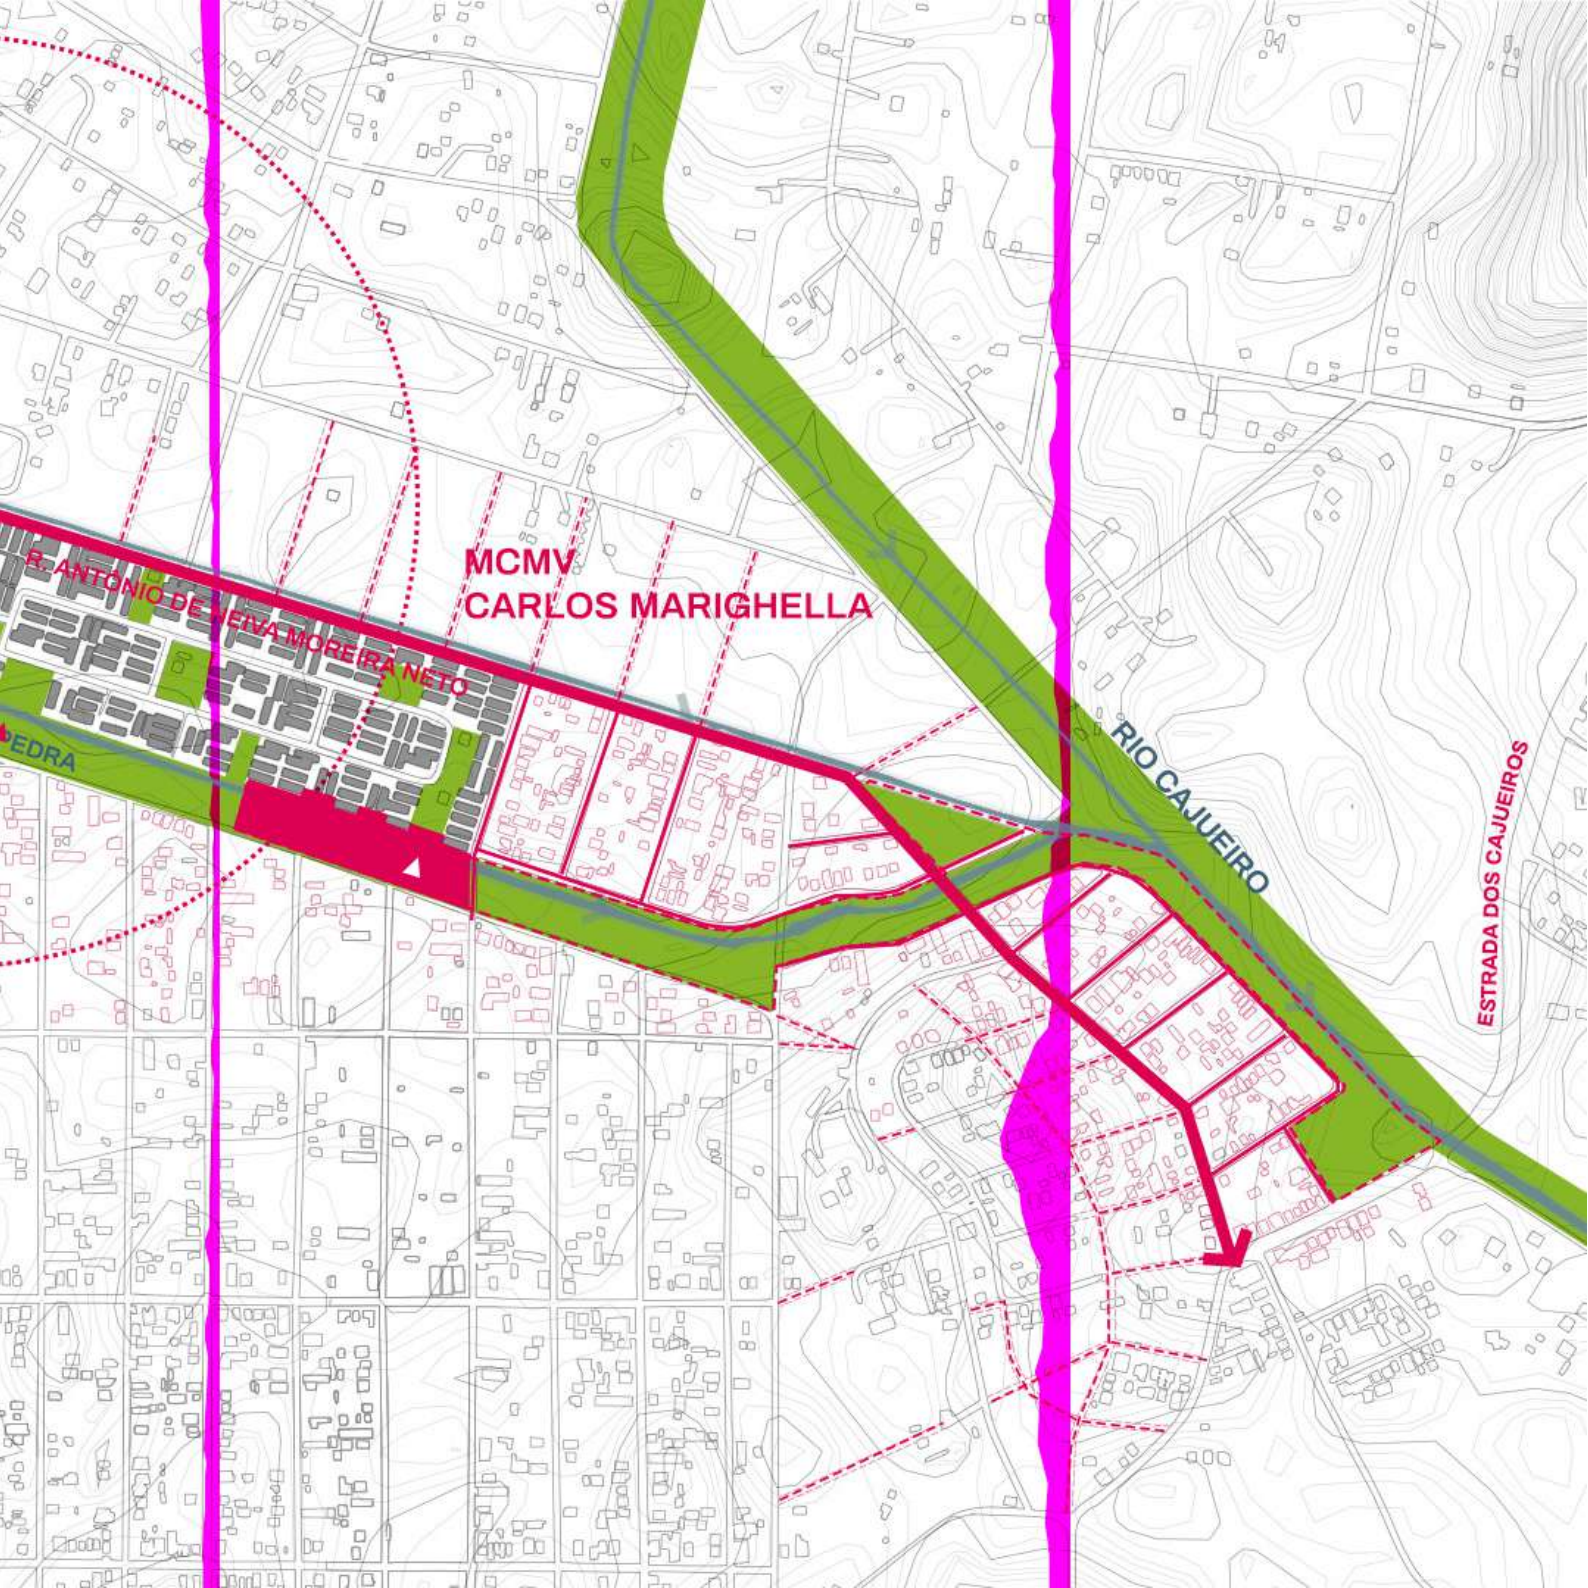 MCMV
CARLOS MARIGHELLA
R. ANTÔNIO DE NEIVA MOREIRA NETO
PEDRA
RIO CAJUEIRO
ESTRADA DOS CAJUEIROS